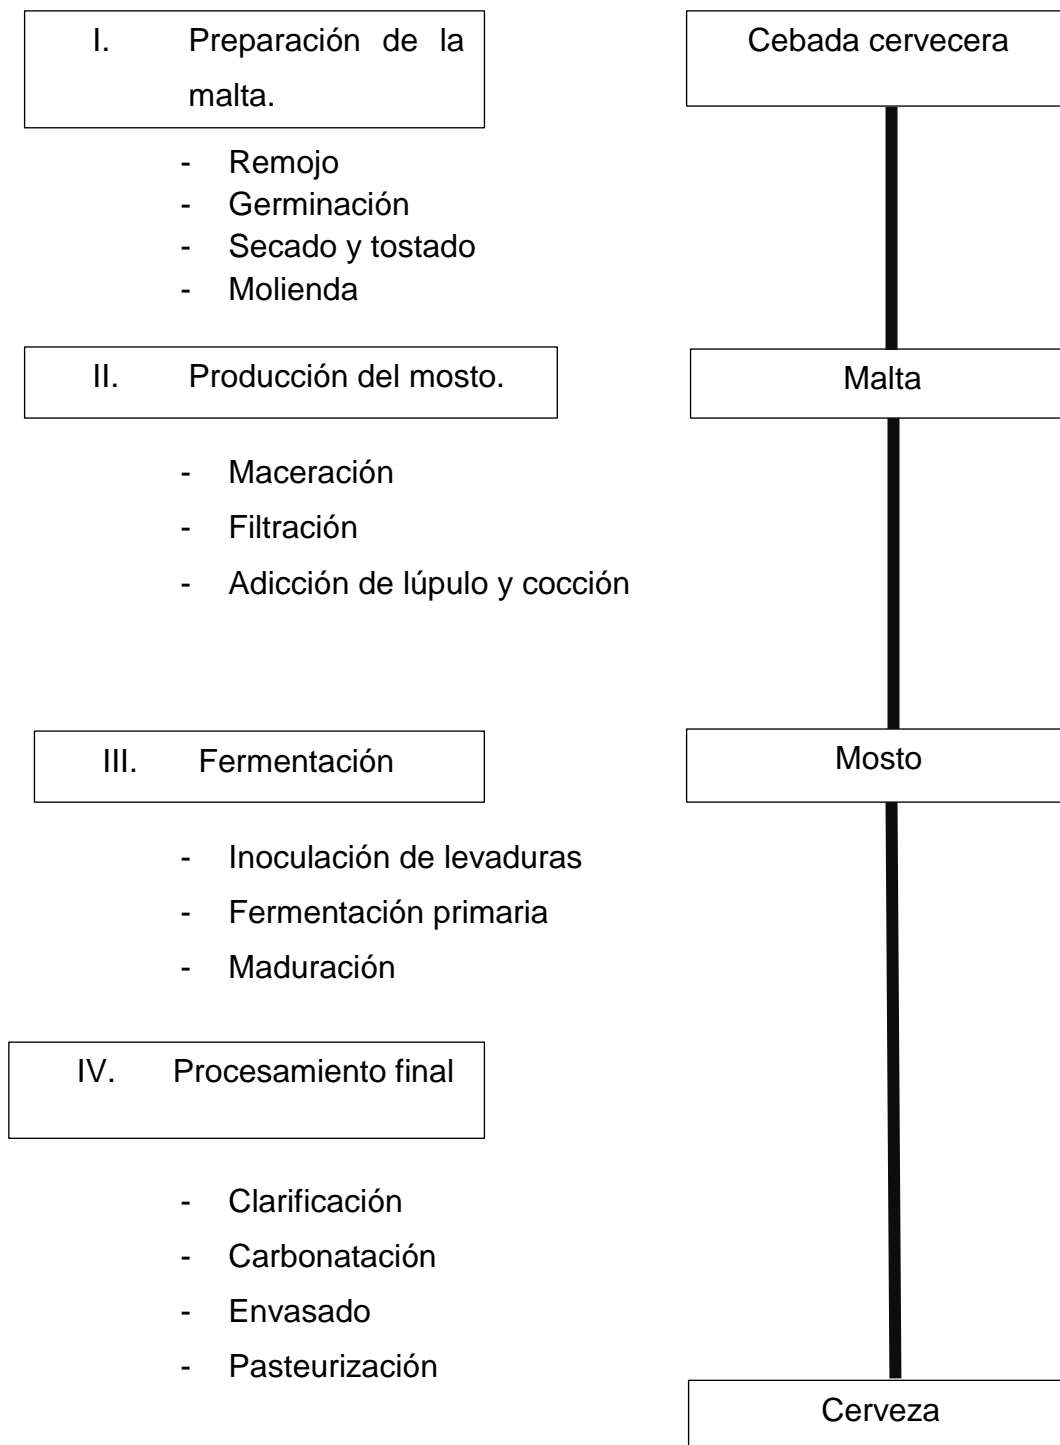 I. Preparación de la
malta.
Cebada cervecera
- Remojo
- Germinación
- Secado y tostado
- Molienda
II. Producción del mosto.
Malta
- Maceración
- Filtración
- Adicción de lúpulo y cocción
III. Fermentación
Mosto
- Inoculación de levaduras
- Fermentación primaria
- Maduración
IV. Procesamiento final
- Clarificación
- Carbonatación
- Envasado
- Pasteurización
Cerveza